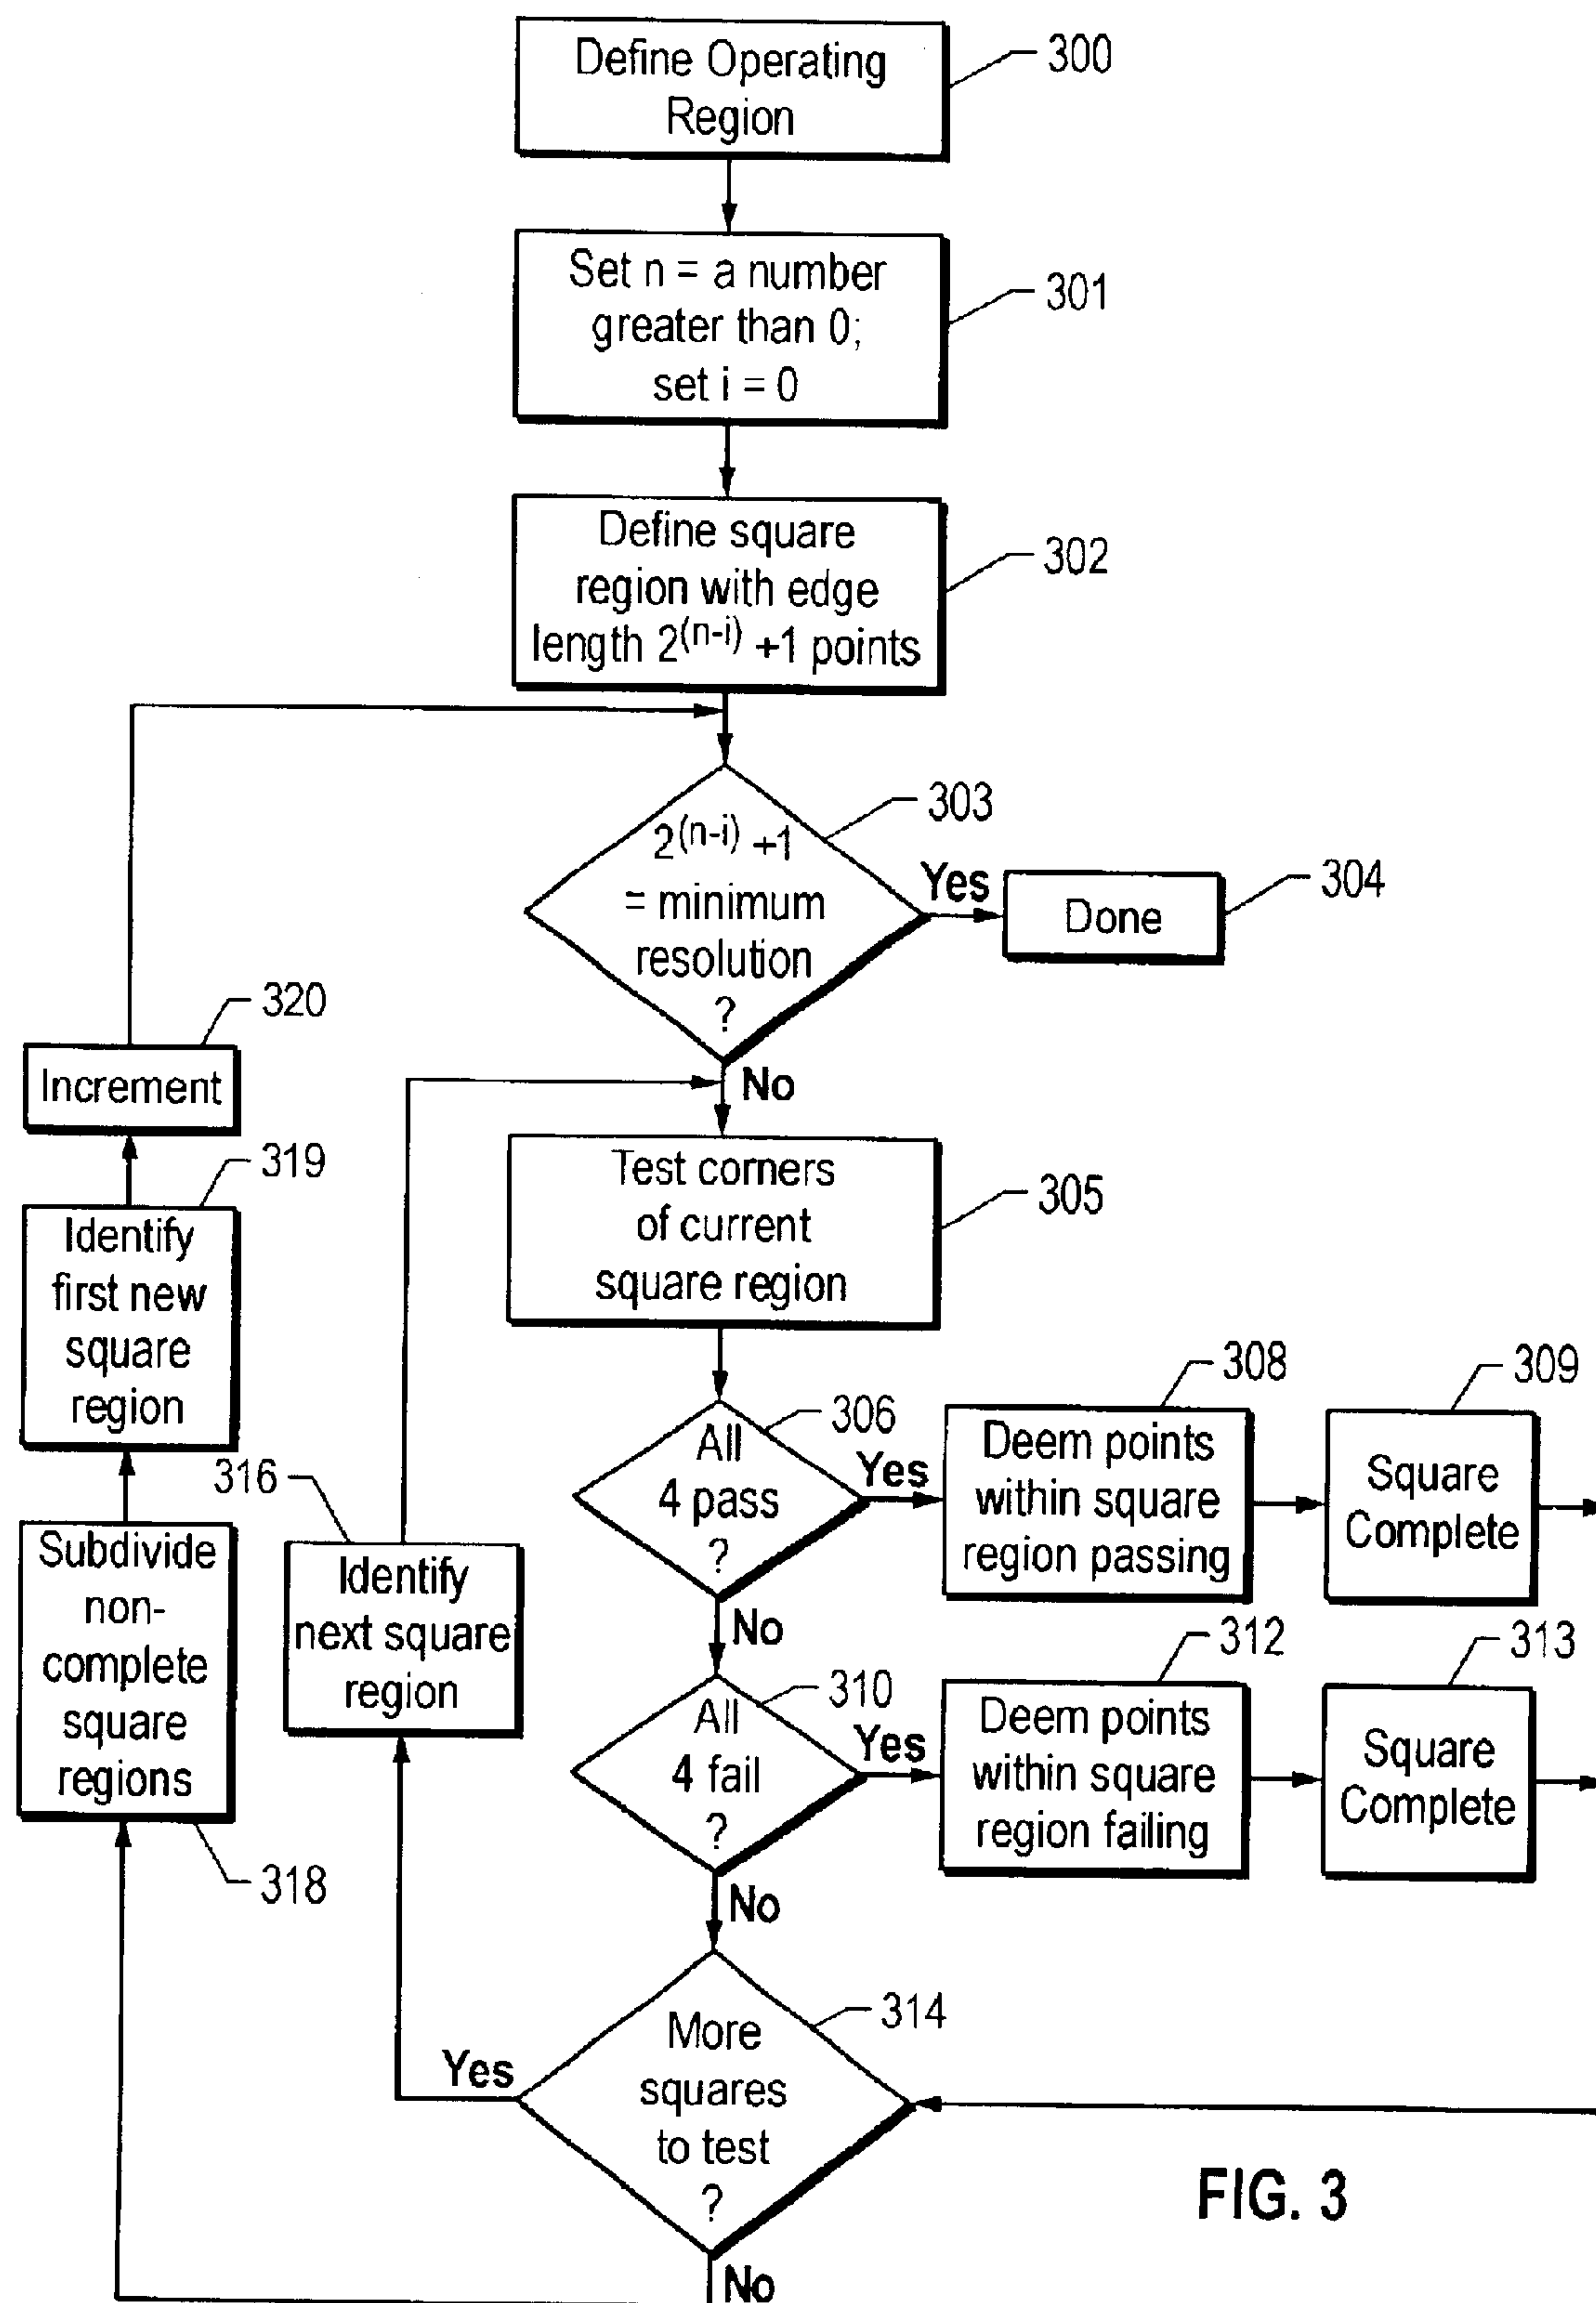 Define Operating
Region
300
Set n = a number
greater than 0;
set i = 0
301
Define square
region with edge
length 2^(n-i) +1 points
302
2^(n-i) +1
= minimum
resolution
?
303
Yes
Done
304
No
320
Increment
319
Identify
first new
square
region
Test corners
of current
square region
305
All
4 pass
?
306
Yes
308
Deem points
within square
region passing
309
Square
Complete
No
316
Identify
next square
region
Subdivide
non-
complete
square
regions
318
All
4 fail
?
310
Yes
312
Deem points
within square
region failing
313
Square
Complete
No
More
squares
to test
?
314
Yes
No
FIG. 3